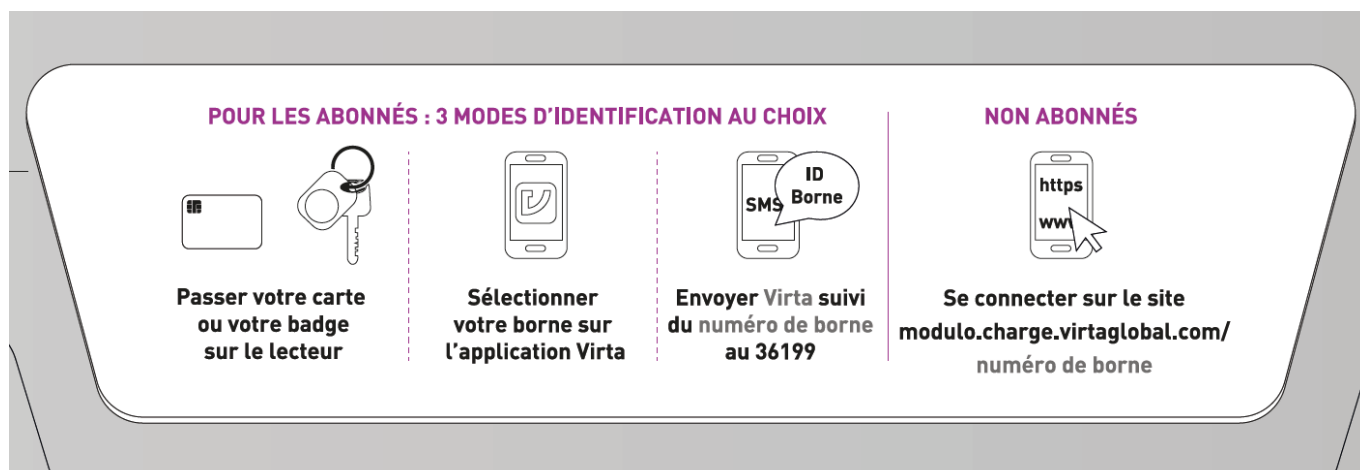 POUR LES ABONNÉS : 3 MODES D'IDENTIFICATION AU CHOIX
Passer votre carte
ou votre badge
sur le lecteur
Sélectionner
votre borne sur
l'application Virta
SMS
ID
Borne
Envoyer Virta suivi
du numéro de borne
au 36199
NON ABONNÉS
https
www
Se connecter sur le site
modulo.charge.virtaglobal.com/
numéro de borne